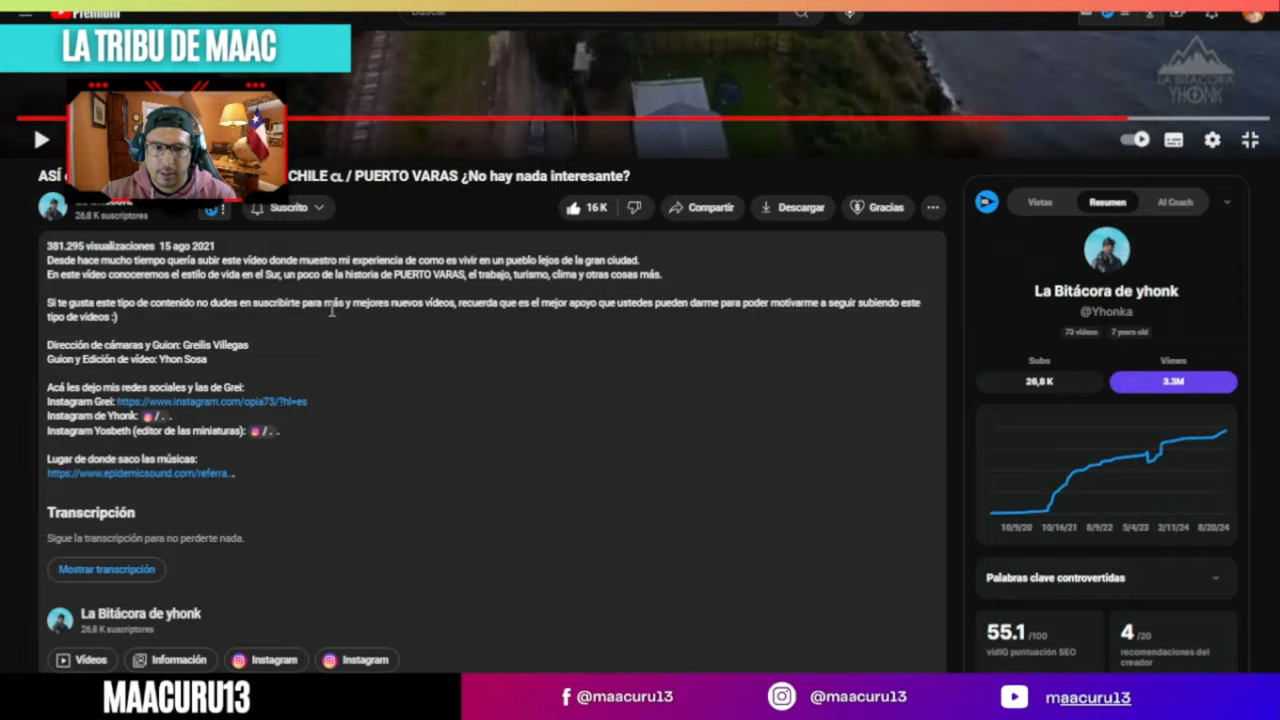 Premium
Buscar
LA TRIBU DE MAAC
LA BITÁCORA
YHONK
ASÍ
CHILE CL / PUERTO VARAS ¿No hay nada interesante?
26,8 K suscriptores
Suscrito
16 K
Compartir
Descargar
Gracias
381.295 visualizaciones 15 ago 2021
Desde hace mucho tiempo quería subir este vídeo donde muestro mi experiencia de como es vivir en un pueblo lejos de la gran ciudad.
En este vídeo conoceremos el estilo de vida en el Sur, un poco de la historia de PUERTO VARAS, el trabajo, turismo, clima y otras cosas más.
Si te gusta este tipo de contenido no dudes en suscribirte para más y mejores nuevos vídeos, recuerda que es el mejor apoyo que ustedes pueden darme para poder motivarme a seguir subiendo este
tipo de videos :)
Dirección de cámaras y Guion: Greilis Villegas
Guion y Edición de vídeo: Yhon Sosa
Acá les dejo mis redes sociales y las de Grei:
Instagram Grei: https://www.instagram.com/opia73/?hl=es
Instagram de Yhonk: / . .
Instagram Yosbeth (editor de las miniaturas): / . .
Lugar de donde saco las músicas:
https://www.epidemicsound.com/referra...
Transcripción
Sigue la transcripción para no perderte nada.
Mostrar transcripción
La Bitácora de yhonk
26,8 K suscriptores
Vídeos
Información
Instagram
Instagram
Vistas
Resumen
AI Coach
La Bitácora de yhonk
@Yhonka
73 vídeos
7 years old
Subs
Views
26,8 K
3.3M
10/9/20 10/16/21 8/9/22 5/4/23 2/11/24 8/20/24
Palabras clave controvertidas
55.1 /100
vidIQ puntuación SEO
4 /20
recomendaciones del
creador
MAACURU13
@maacuru13
@maacuru13
maacuru13